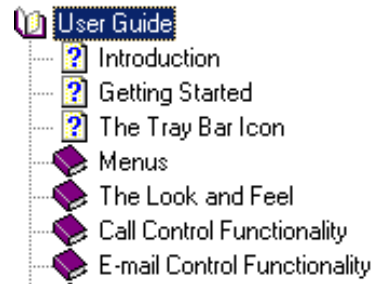 User Guide
Introduction
Getting Started
The Tray Bar Icon
Menus
The Look and Feel
Call Control Functionality
E-mail Control Functionality